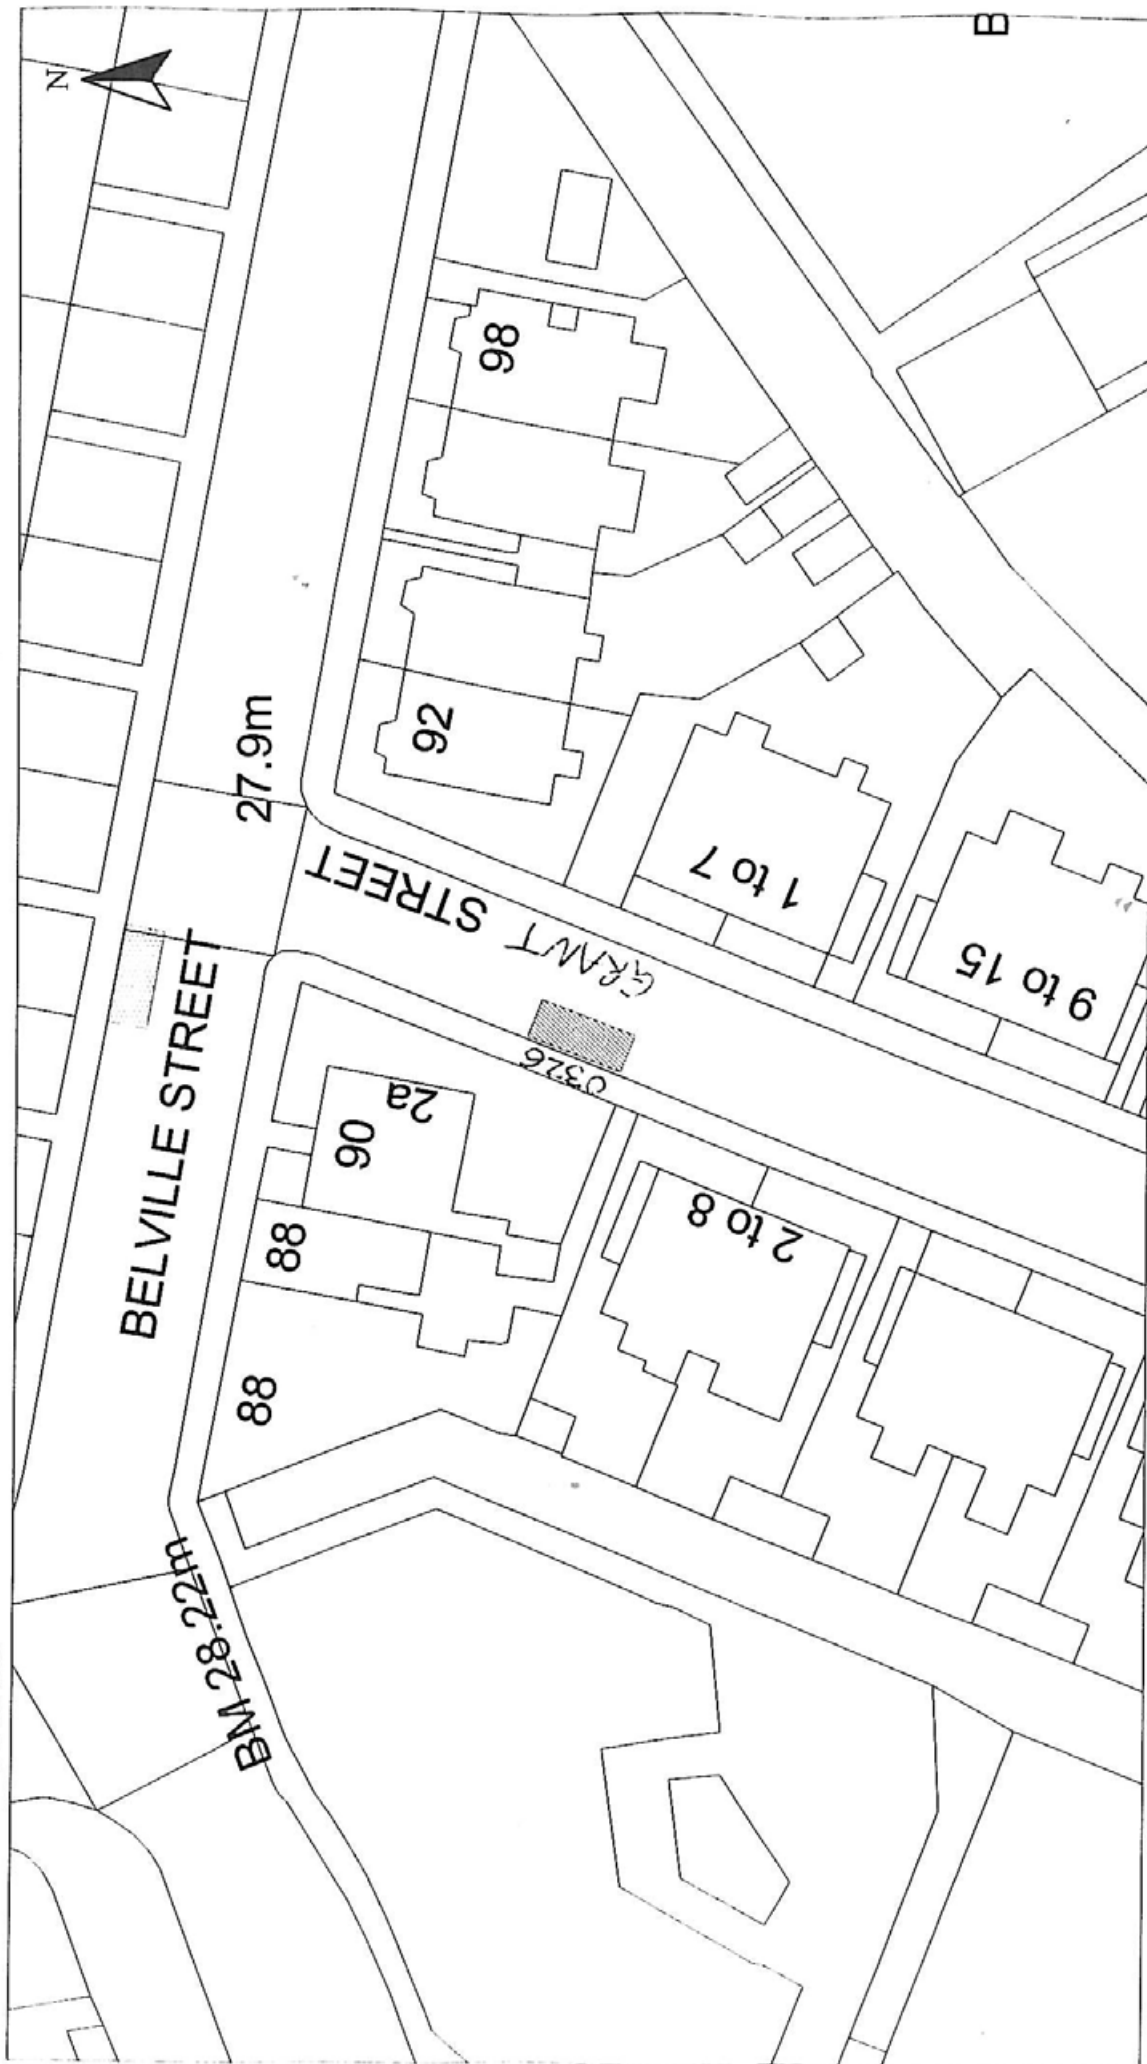 N
B
98
27.9m
92
STREET
GRANT
1 to 7
9 to 15
BELVILLE STREET
0326
2a
90
88
2 to 8
88
BM 28.22m